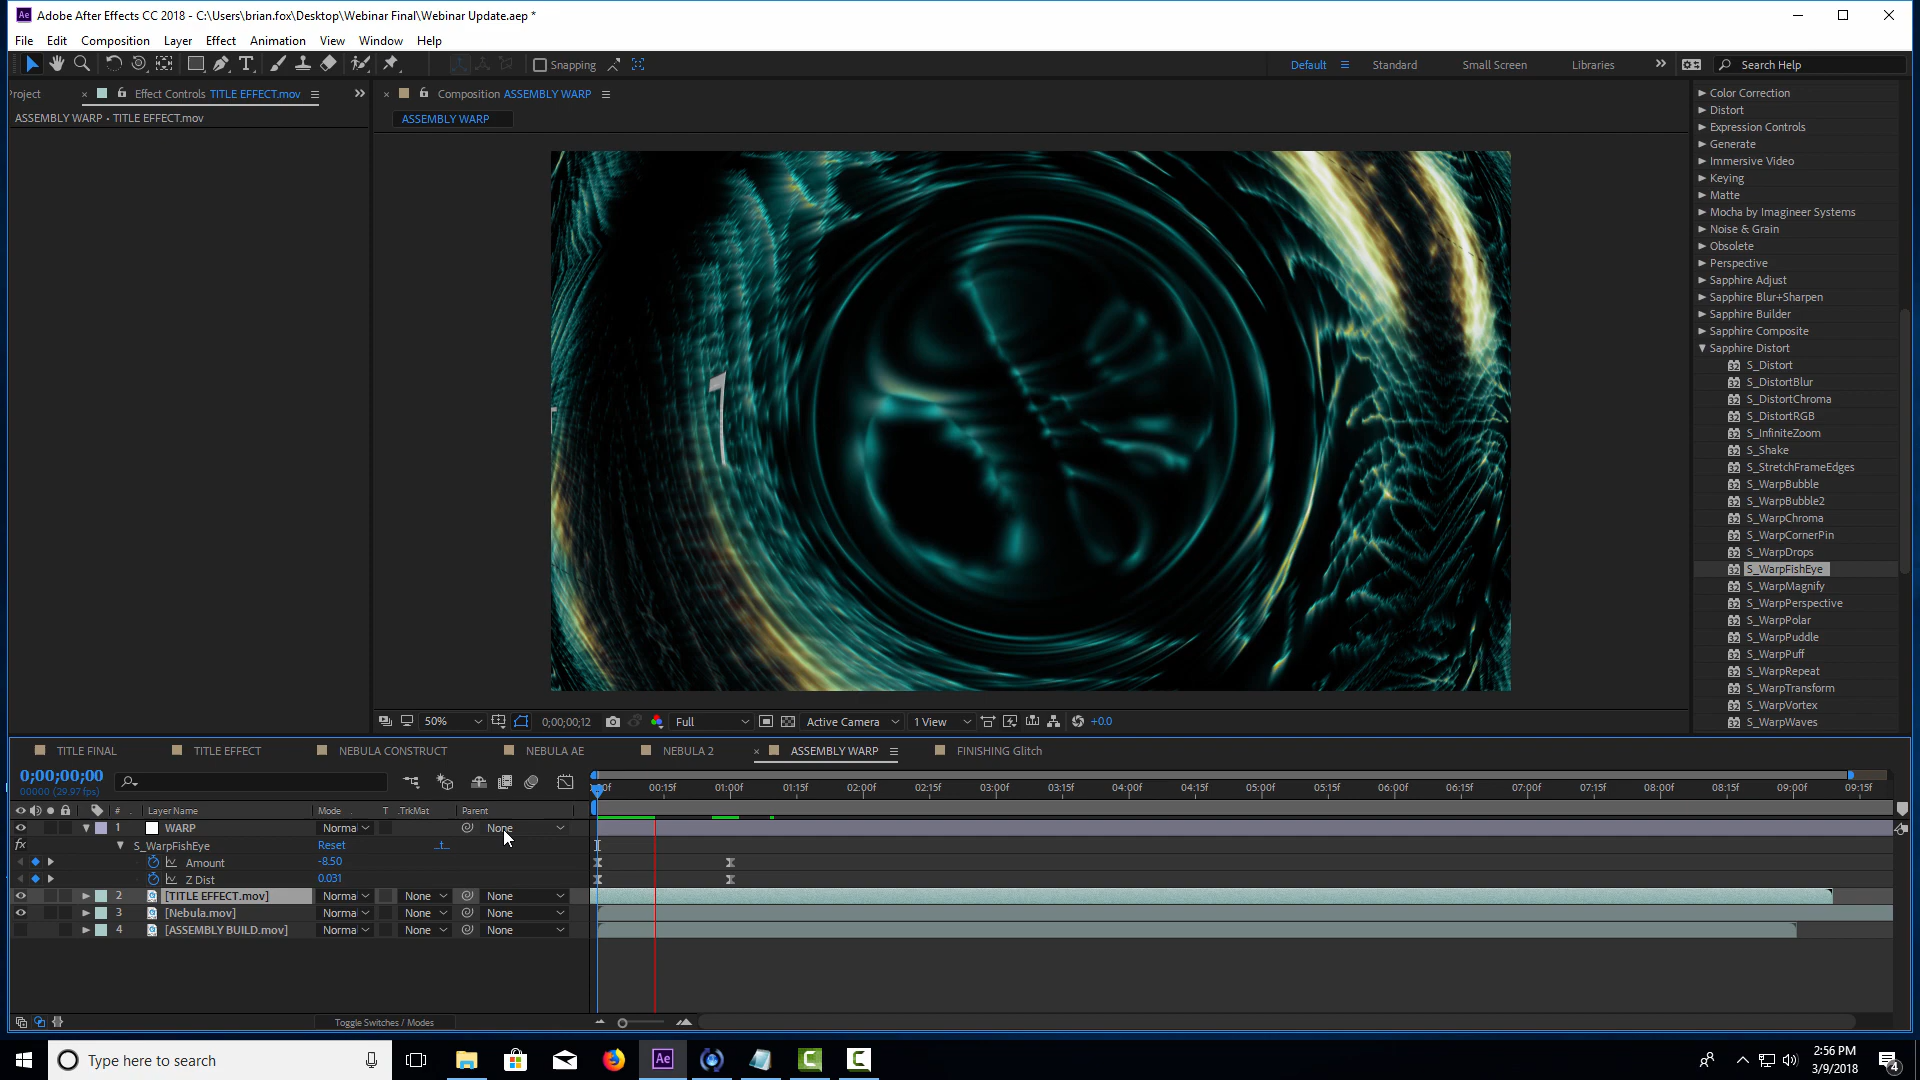 Adobe After Effects CC 2018 - C:\Users\brian.fox\Desktop\Webinar Final\Webinar Update.aep *
File Edit Composition Layer Effect Animation View Window Help
Snapping Default Standard Small Screen Libraries Search Help
roject Effect Controls TITLE EFFECT.mov Composition ASSEMBLY WARP
ASSEMBLY WARP • TITLE EFFECT.mov
ASSEMBLY WARP
Color Correction
Distort
Expression Controls
Generate
Immersive Video
Keying
Matte
Mocha by Imagineer Systems
Noise & Grain
Obsolete
Perspective
Sapphire Adjust
Sapphire Blur+Sharpen
Sapphire Builder
Sapphire Composite
Sapphire Distort
S_Distort
S_DistortBlur
S_DistortChroma
S_DistortRGB
S_InfiniteZoom
S_Shake
S_StretchFrameEdges
S_WarpBubble
S_WarpBubble2
S_WarpChroma
S_WarpCornerPin
S_WarpDrops
S_WarpFishEye
S_WarpMagnify
S_WarpPerspective
S_WarpPolar
S_WarpPuddle
S_WarpPuff
S_WarpRepeat
S_WarpTransform
S_WarpVortex
S_WarpWaves
50% 0;00;00;12 Full Active Camera 1 View +0.0
TITLE FINAL TITLE EFFECT NEBULA CONSTRUCT NEBULA AE NEBULA 2 ASSEMBLY WARP FINISHING Glitch
0;00;00;00
00000 (29.97 fps)
00f 00:15f 01:00f 01:15f 02:00f 02:15f 03:00f 03:15f 04:00f 04:15f 05:00f 05:15f 06:00f 06:15f 07:00f 07:15f 08:00f 08:15f 09:00f 09:15f
# Layer Name Mode T .TrkMat Parent
1 WARP Norma None
fx S_WarpFishEye Reset _t_
Amount -8.50
Z Dist 0.031
2 [TITLE EFFECT.mov] Norma None None
3 [Nebula.mov] Norma None None
4 [ASSEMBLY BUILD.mov] Norma None None
Toggle Switches / Modes
Type here to search
Ae
2:56 PM
3/9/2018
4